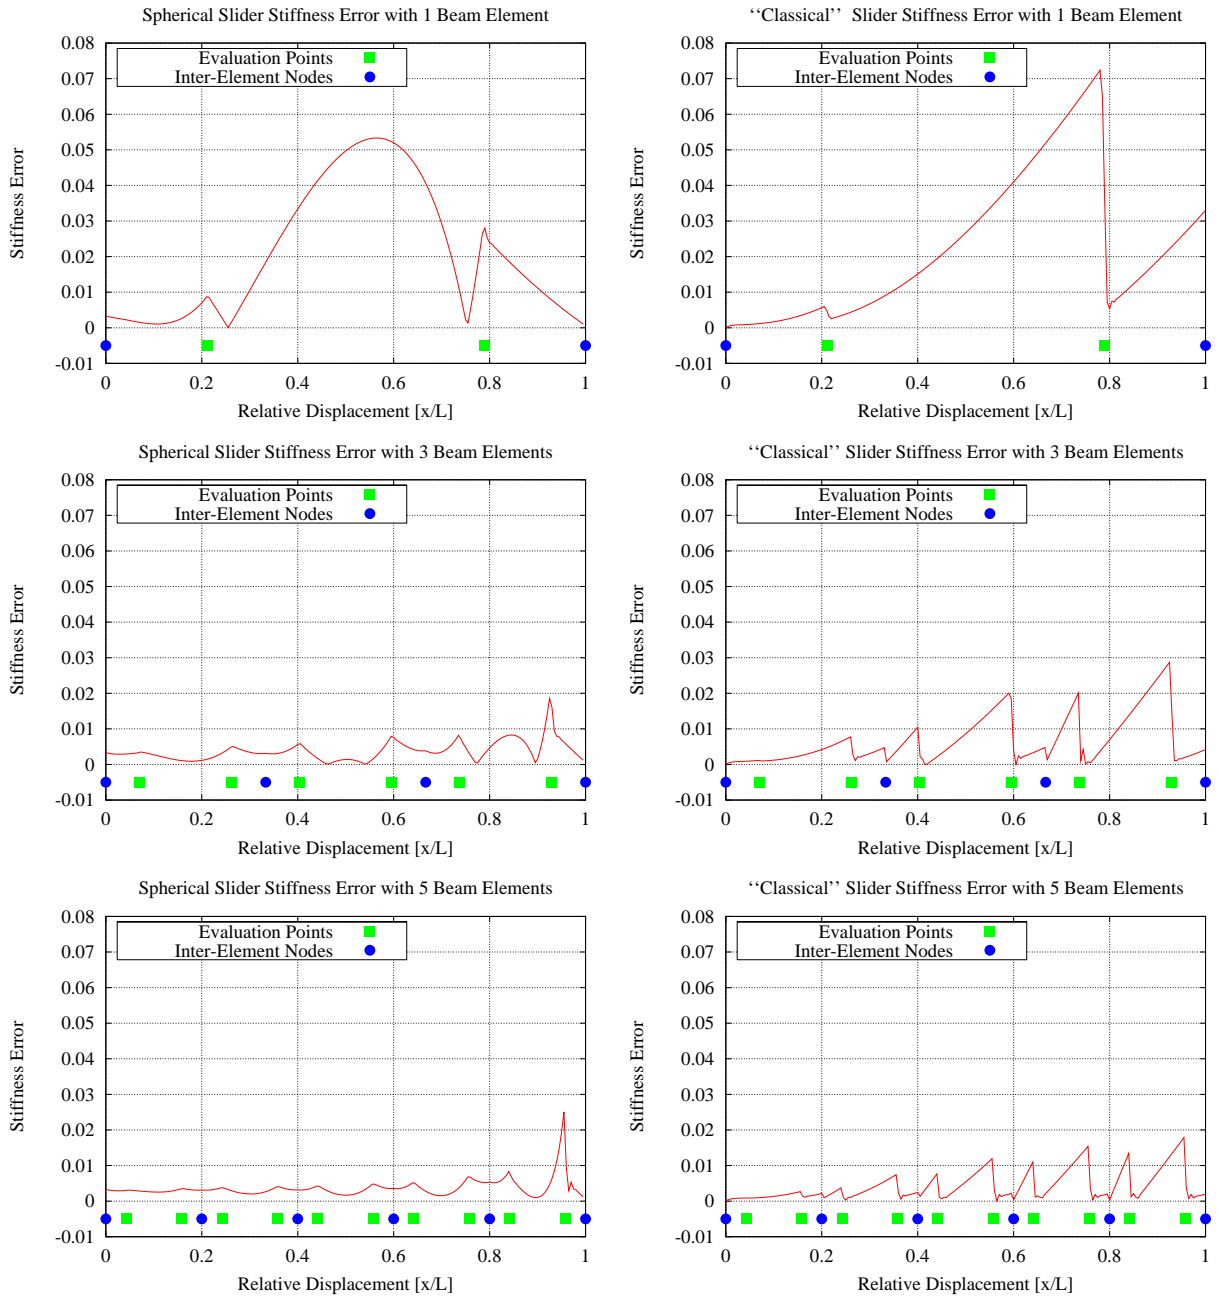 Spherical Slider Stiffness Error with 1 Beam Element
0.08
0.07
0.06
0.05
0.04
0.03
0.02
0.01
0
-0.01
Stiffness Error
Evaluation Points
Inter-Element Nodes
0 0.2 0.4 0.6 0.8 1
Relative Displacement [x/L]
‘‘Classical’’ Slider Stiffness Error with 1 Beam Element
0.08
0.07
0.06
0.05
0.04
0.03
0.02
0.01
0
-0.01
Stiffness Error
Evaluation Points
Inter-Element Nodes
0 0.2 0.4 0.6 0.8 1
Relative Displacement [x/L]
Spherical Slider Stiffness Error with 3 Beam Elements
0.08
0.07
0.06
0.05
0.04
0.03
0.02
0.01
0
-0.01
Stiffness Error
Evaluation Points
Inter-Element Nodes
0 0.2 0.4 0.6 0.8 1
Relative Displacement [x/L]
‘‘Classical’’ Slider Stiffness Error with 3 Beam Elements
0.08
0.07
0.06
0.05
0.04
0.03
0.02
0.01
0
-0.01
Stiffness Error
Evaluation Points
Inter-Element Nodes
0 0.2 0.4 0.6 0.8 1
Relative Displacement [x/L]
Spherical Slider Stiffness Error with 5 Beam Elements
0.08
0.07
0.06
0.05
0.04
0.03
0.02
0.01
0
-0.01
Stiffness Error
Evaluation Points
Inter-Element Nodes
0 0.2 0.4 0.6 0.8 1
Relative Displacement [x/L]
‘‘Classical’’ Slider Stiffness Error with 5 Beam Elements
0.08
0.07
0.06
0.05
0.04
0.03
0.02
0.01
0
-0.01
Stiffness Error
Evaluation Points
Inter-Element Nodes
0 0.2 0.4 0.6 0.8 1
Relative Displacement [x/L]